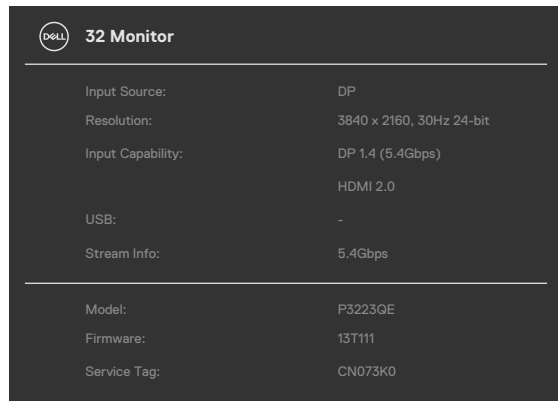 DELL 32 Monitor
Input Source: DP
Resolution: 3840 x 2160, 30Hz 24-bit
Input Capability: DP 1.4 (5.4Gbps)
HDMI 2.0
USB: -
Stream Info: 5.4Gbps
Model: P3223QE
Firmware: 13T111
Service Tag: CN073K0